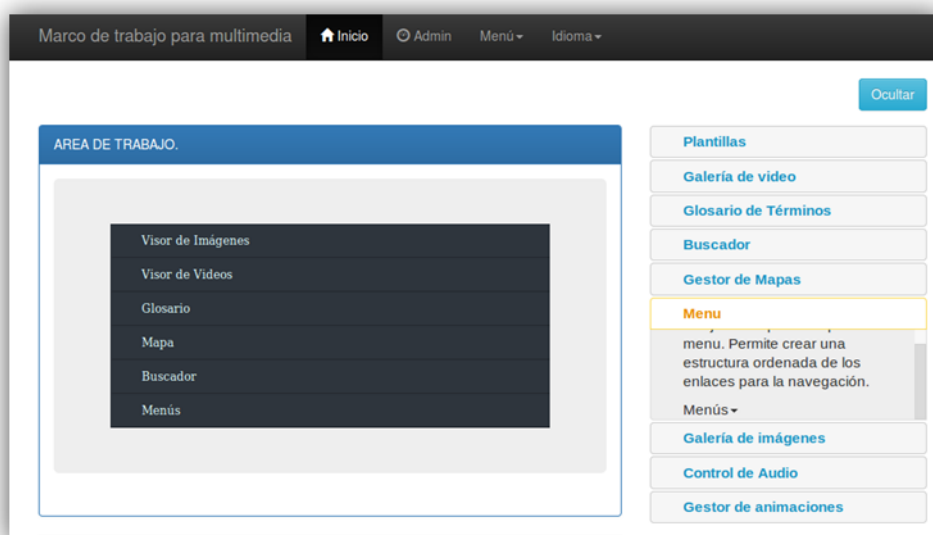 Marco de trabajo para multimedia Inicio Admin Menú Idioma
Ocultar
AREA DE TRABAJO.
Visor de Imágenes
Visor de Videos
Glosario
Mapa
Buscador
Menús
Plantillas
Galería de video
Glosario de Términos
Buscador
Gestor de Mapas
Menu
menu. Permite crear una
estructura ordenada de los
enlaces para la navegación.
Menús
Galería de imágenes
Control de Audio
Gestor de animaciones